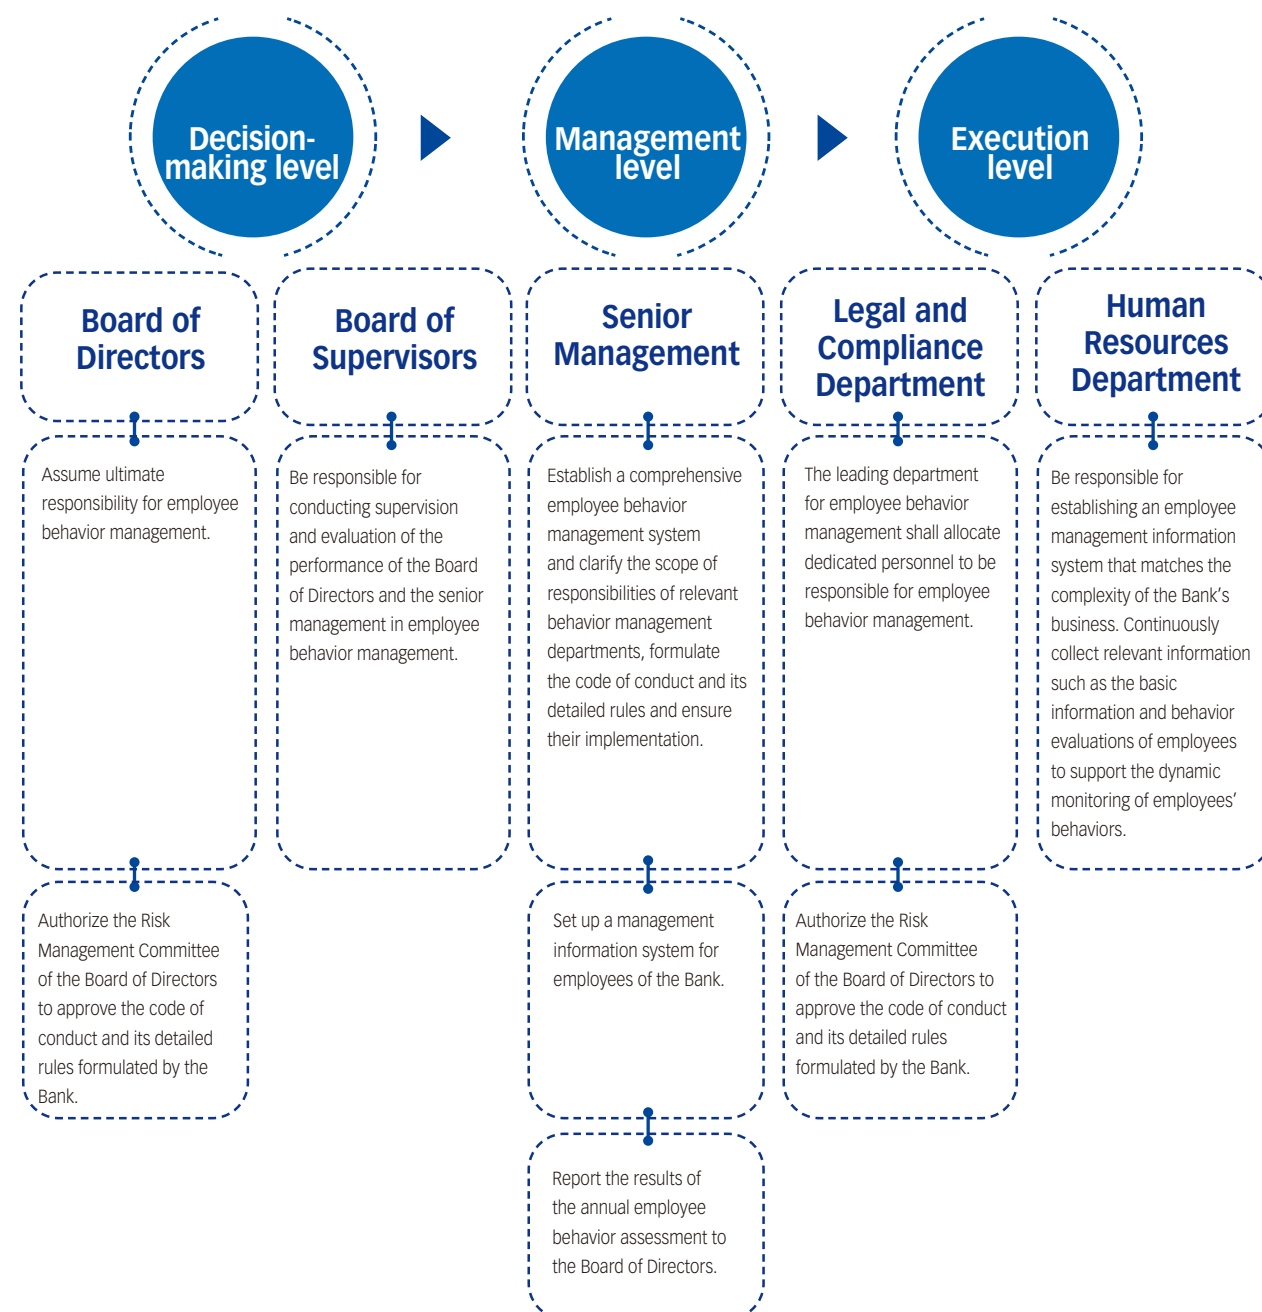 Decision-
making level
Management
level
Execution
level
Board of
Directors
Board of
Supervisors
Senior
Management
Legal and
Compliance
Department
Human
Resources
Department
Assume ultimate
responsibility for employee
behavior management.
Be responsible for
conducting supervision
and evaluation of the
performance of the Board
of Directors and the senior
management in employee
behavior management.
Establish a comprehensive
employee behavior
management system
and clarify the scope of
responsibilities of relevant
behavior management
departments, formulate
the code of conduct and its
detailed rules and ensure
their implementation.
The leading department
for employee behavior
management shall allocate
dedicated personnel to be
responsible for employee
behavior management.
Be responsible for
establishing an employee
management information
system that matches the
complexity of the Bank's
business. Continuously
collect relevant information
such as the basic
information and behavior
evaluations of employees
to support the dynamic
monitoring of employees'
behaviors.
Authorize the Risk
Management Committee
of the Board of Directors
to approve the code of
conduct and its detailed
rules formulated by the
Bank.
Set up a management
information system for
employees of the Bank.
Authorize the Risk
Management Committee
of the Board of Directors to
approve the code of conduct
and its detailed rules
formulated by the Bank.
Report the results of
the annual employee
behavior assessment to
the Board of Directors.